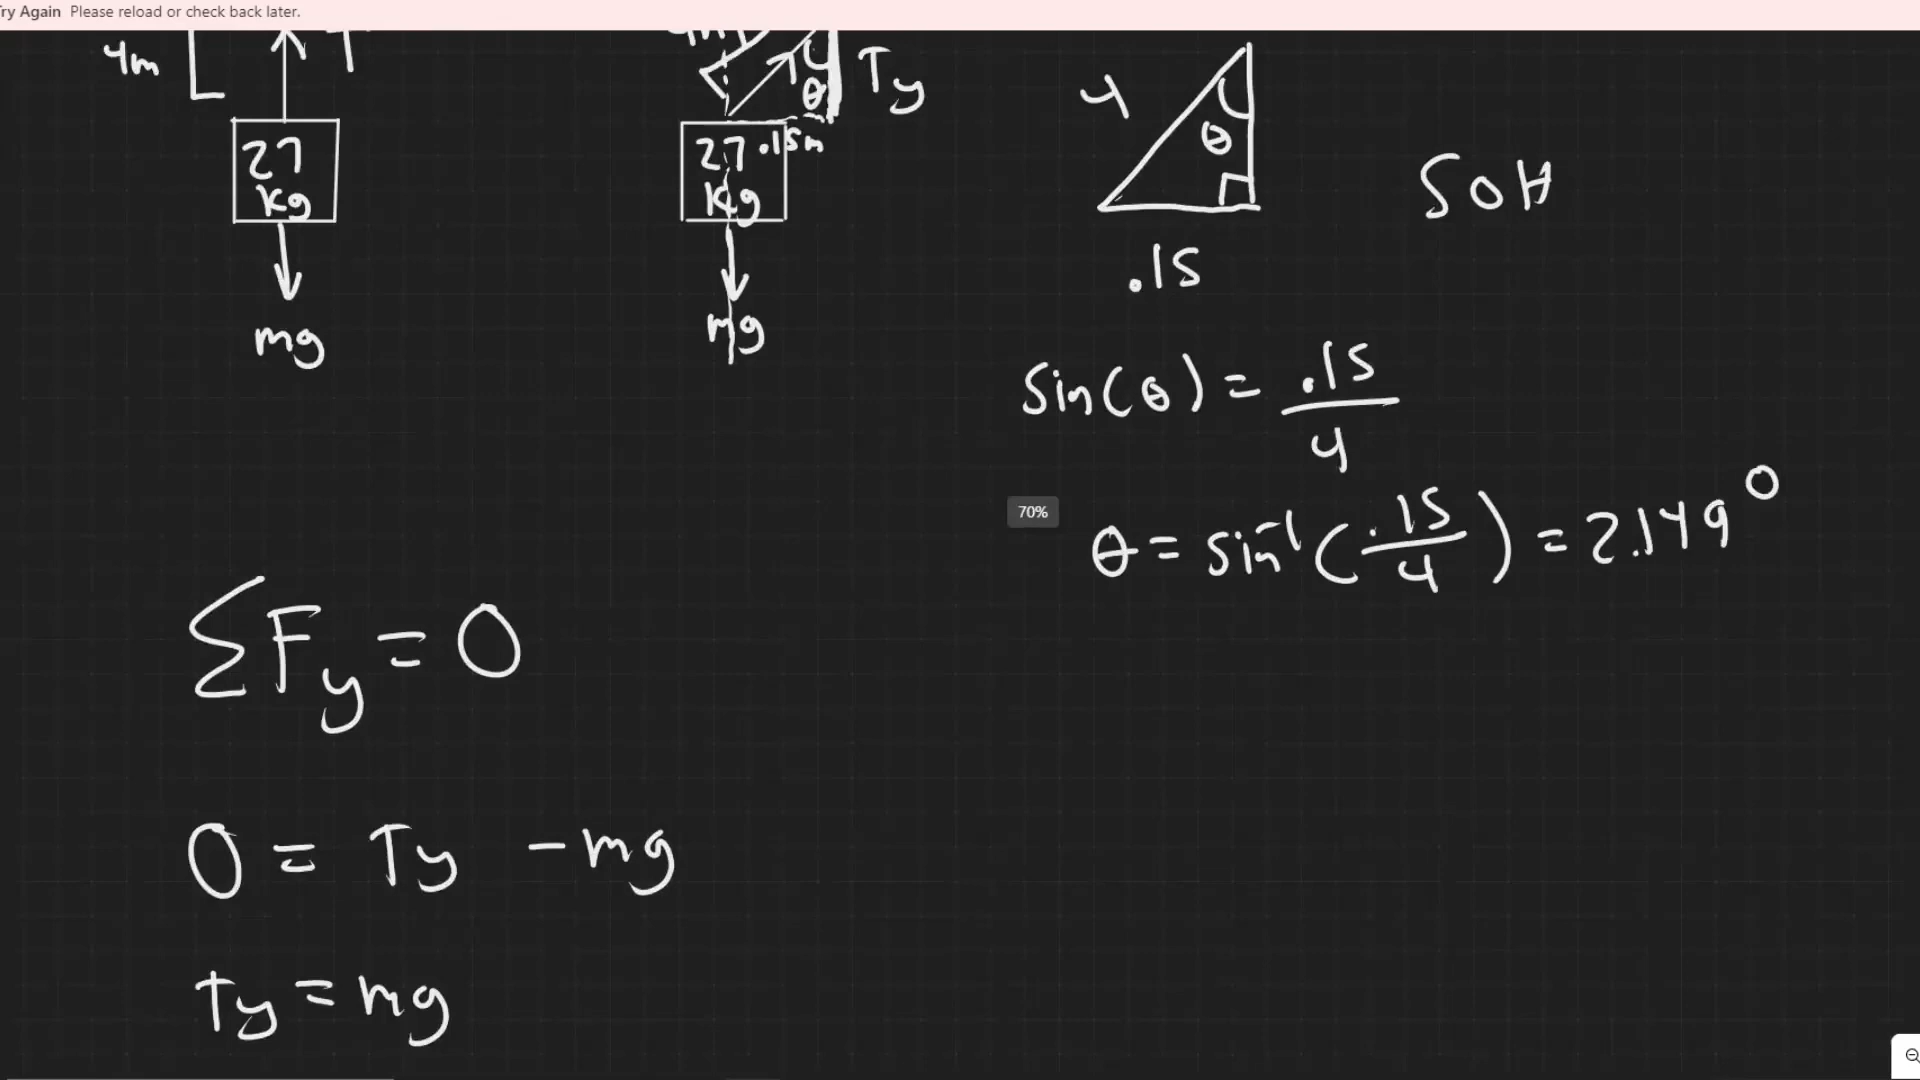 Try Again Please reload or check back later.
4m
T
27
kg
mg
θ
Ty
27 .15m
kg
mg
4
θ
.15
SOH
sin(θ) = .15/4
70%
θ = sin⁻¹(.15/4) = 2.149°
ΣFy = 0
0 = Ty - mg
Ty = mg